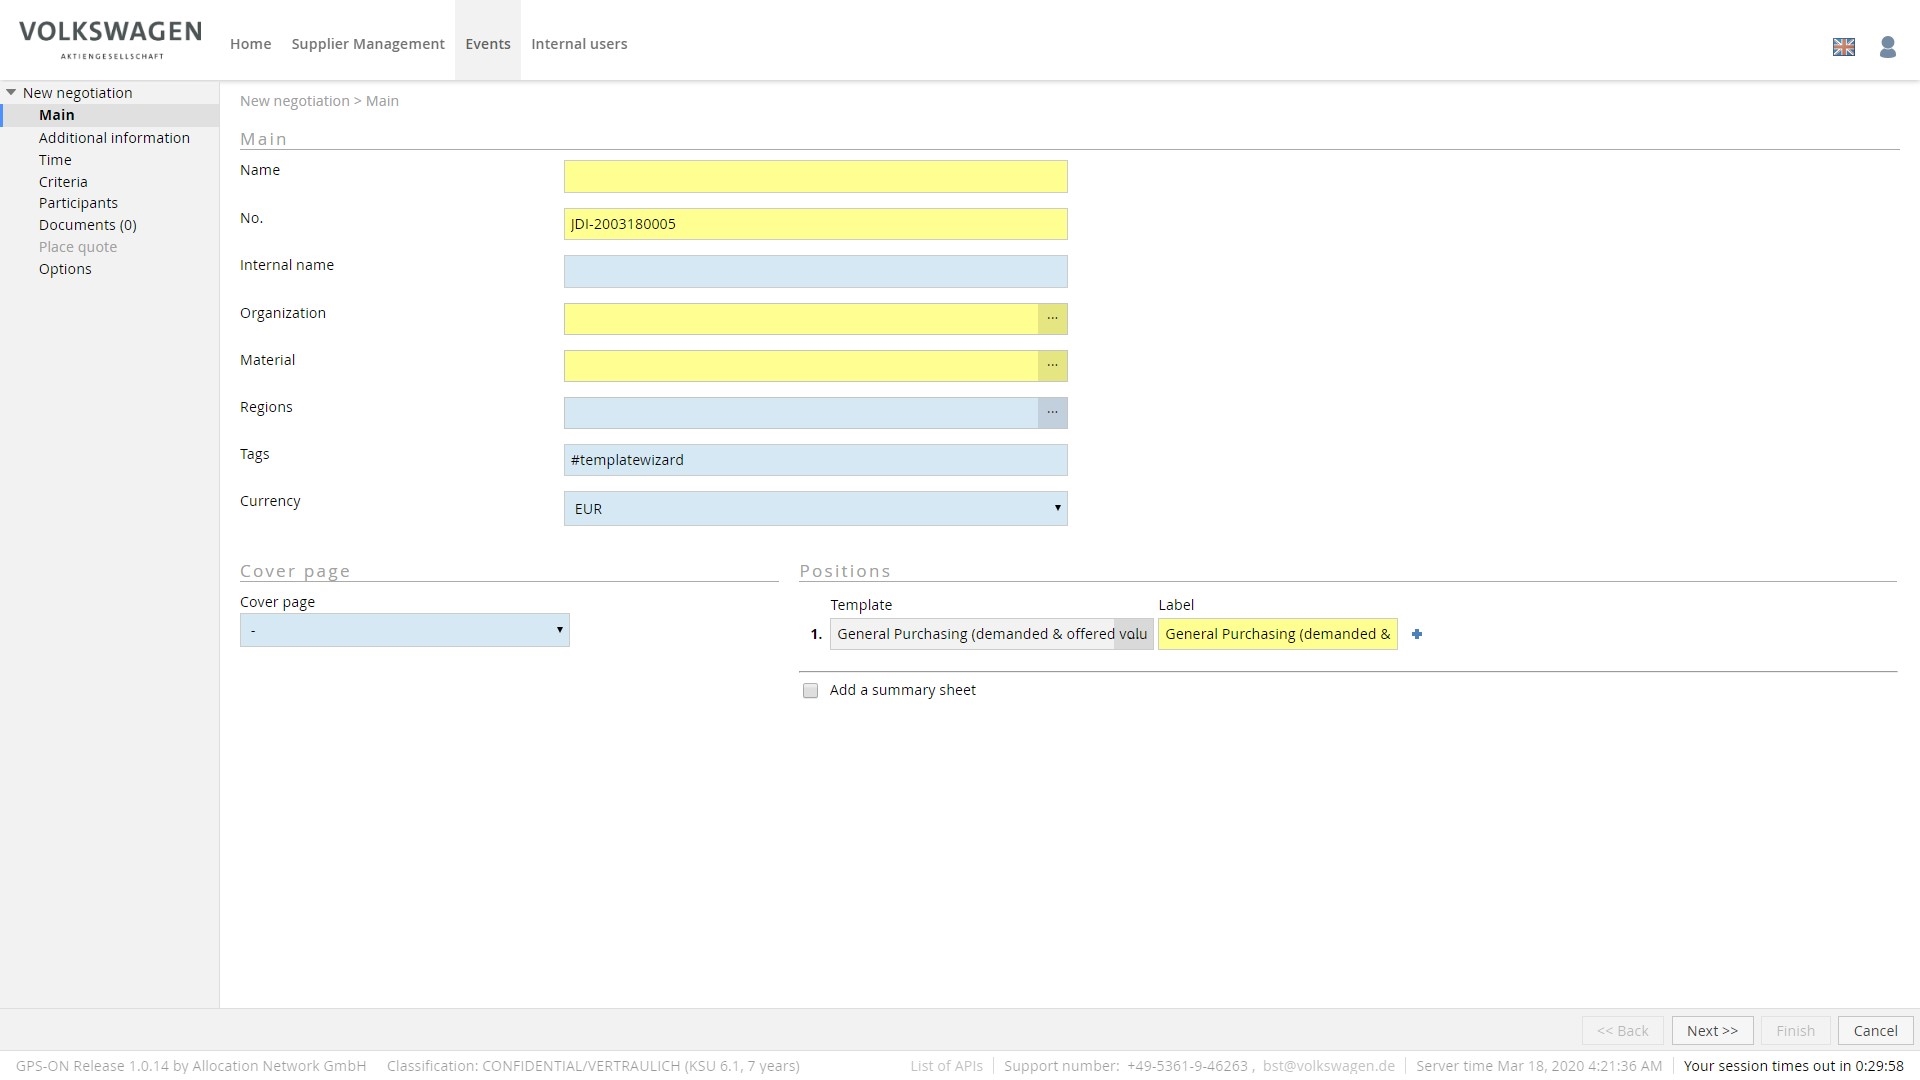 VOLKSWAGEN
AKTIENGESELLSCHAFT
Home Supplier Management Events Internal users
New negotiation
Main
Additional information
Time
Criteria
Participants
Documents (0)
Place quote
Options
New negotiation > Main
Main
Name
No. JDI-2003180005
Internal name
Organization ...
Material ...
Regions ...
Tags #templatewizard
Currency EUR
Cover page
Cover page
-
Positions
Template Label
1. General Purchasing (demanded & offered valu General Purchasing (demanded &
Add a summary sheet
<< Back Next >> Finish Cancel
GPS-ON Release 1.0.14 by Allocation Network GmbH Classification: CONFIDENTIAL/VERTRAULICH (KSU 6.1, 7 years) List of APIs Support number: +49-5361-9-46263 , bst@volkswagen.de Server time Mar 18, 2020 4:21:36 AM Your session times out in 0:29:58